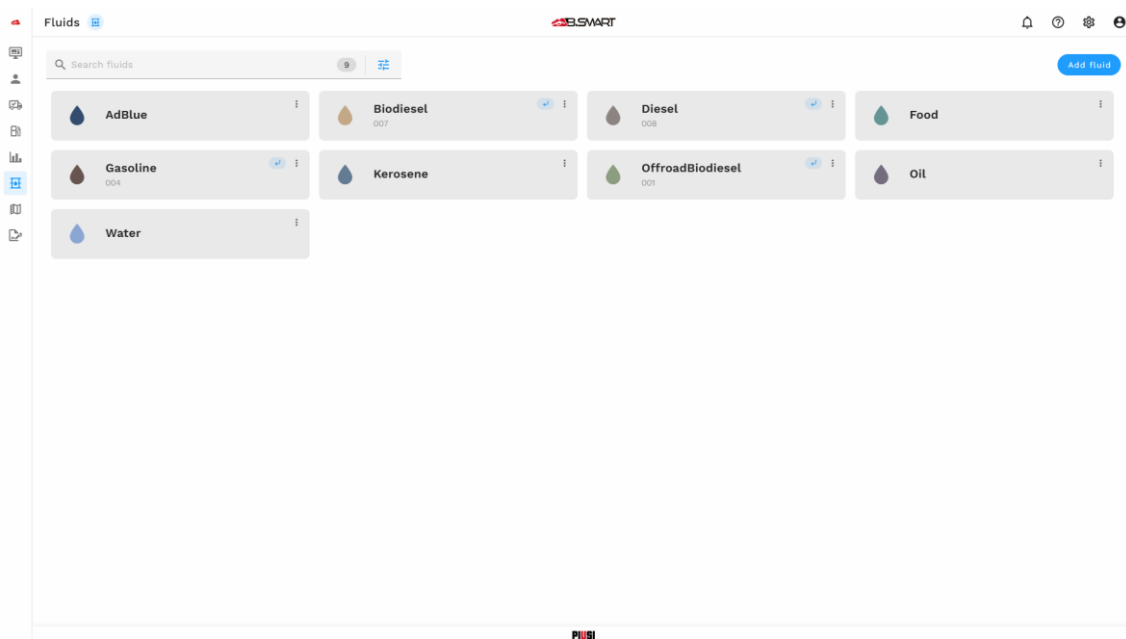 Fluids
B.SMART
Search fluids
9
Add fluid
AdBlue
Biodiesel
007
Diesel
008
Food
Gasoline
004
Kerosene
OffroadBiodiesel
001
Oil
Water
PIUSI